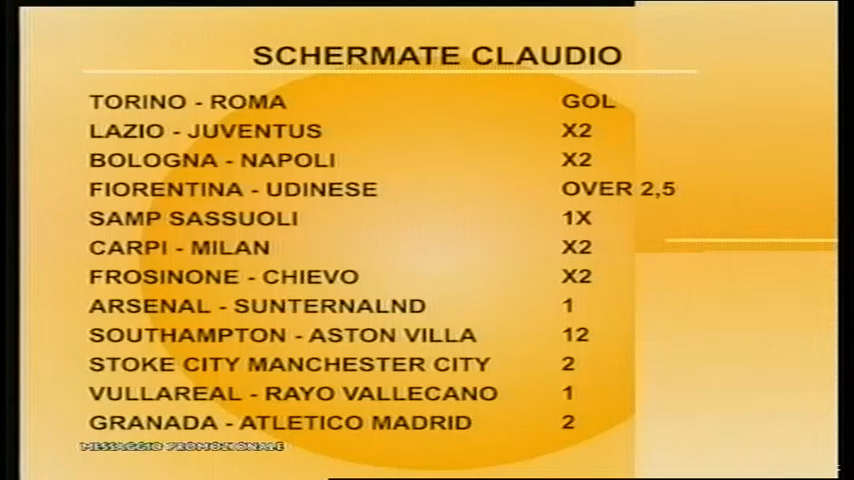 SCHERMATE CLAUDIO
TORINO - ROMA GOL
LAZIO - JUVENTUS X2
BOLOGNA - NAPOLI X2
FIORENTINA - UDINESE OVER 2,5
SAMP SASSUOLI 1X
CARPI - MILAN X2
FROSINONE - CHIEVO X2
ARSENAL - SUNTERNALND 1
SOUTHAMPTON - ASTON VILLA 12
STOKE CITY MANCHESTER CITY 2
VULLAREAL - RAYO VALLECANO 1
GRANADA - ATLETICO MADRID 2
MESSAGGIO PROMOZIONALE